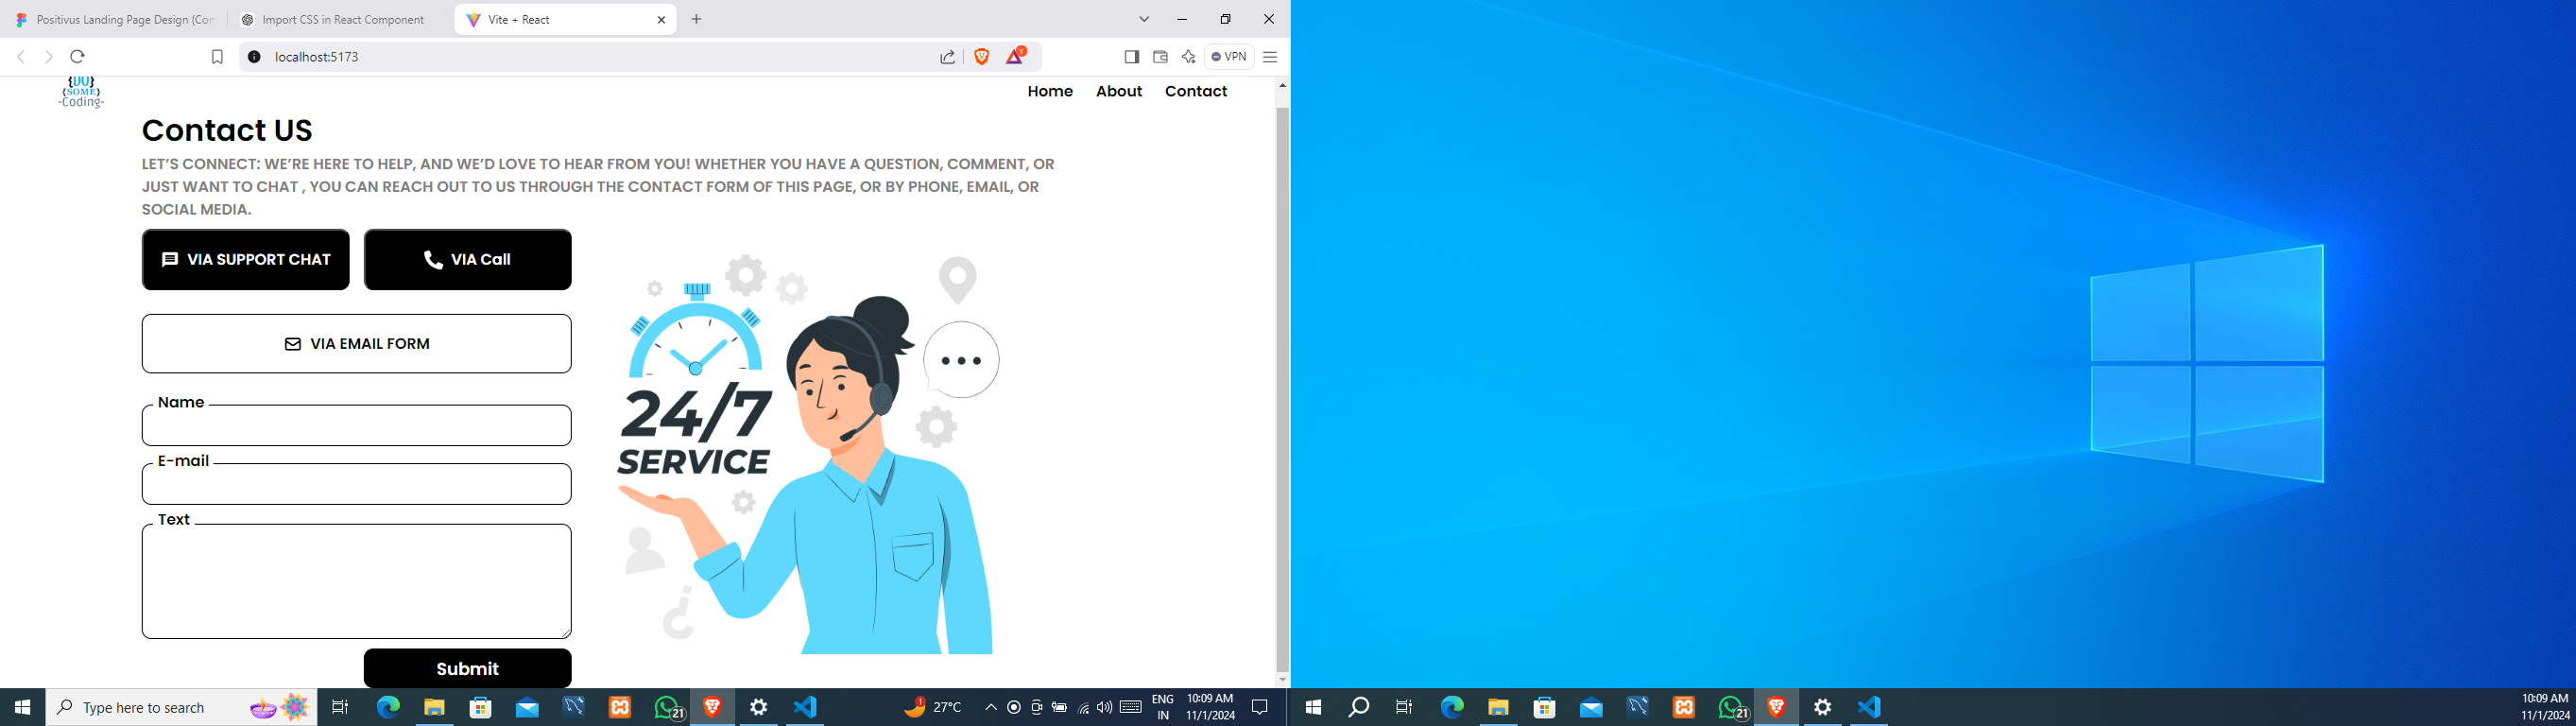 Positivus Landing Page Design (Com
Import CSS in React Component
Vite + React
localhost:5173
1
VPN
{DO}
{SOME}
-Coding-
Home About Contact
Contact US
LET’S CONNECT: WE’RE HERE TO HELP, AND WE’D LOVE TO HEAR FROM YOU! WHETHER YOU HAVE A QUESTION, COMMENT, OR
JUST WANT TO CHAT , YOU CAN REACH OUT TO US THROUGH THE CONTACT FORM OF THIS PAGE, OR BY PHONE, EMAIL, OR
SOCIAL MEDIA.
VIA SUPPORT CHAT
VIA Call
VIA EMAIL FORM
Name
E-mail
Text
Submit
24/7
SERVICE
Type here to search
21
1
27°C
ENG
IN
10:09 AM
11/1/2024
21
10:09 AM
11/1/2024